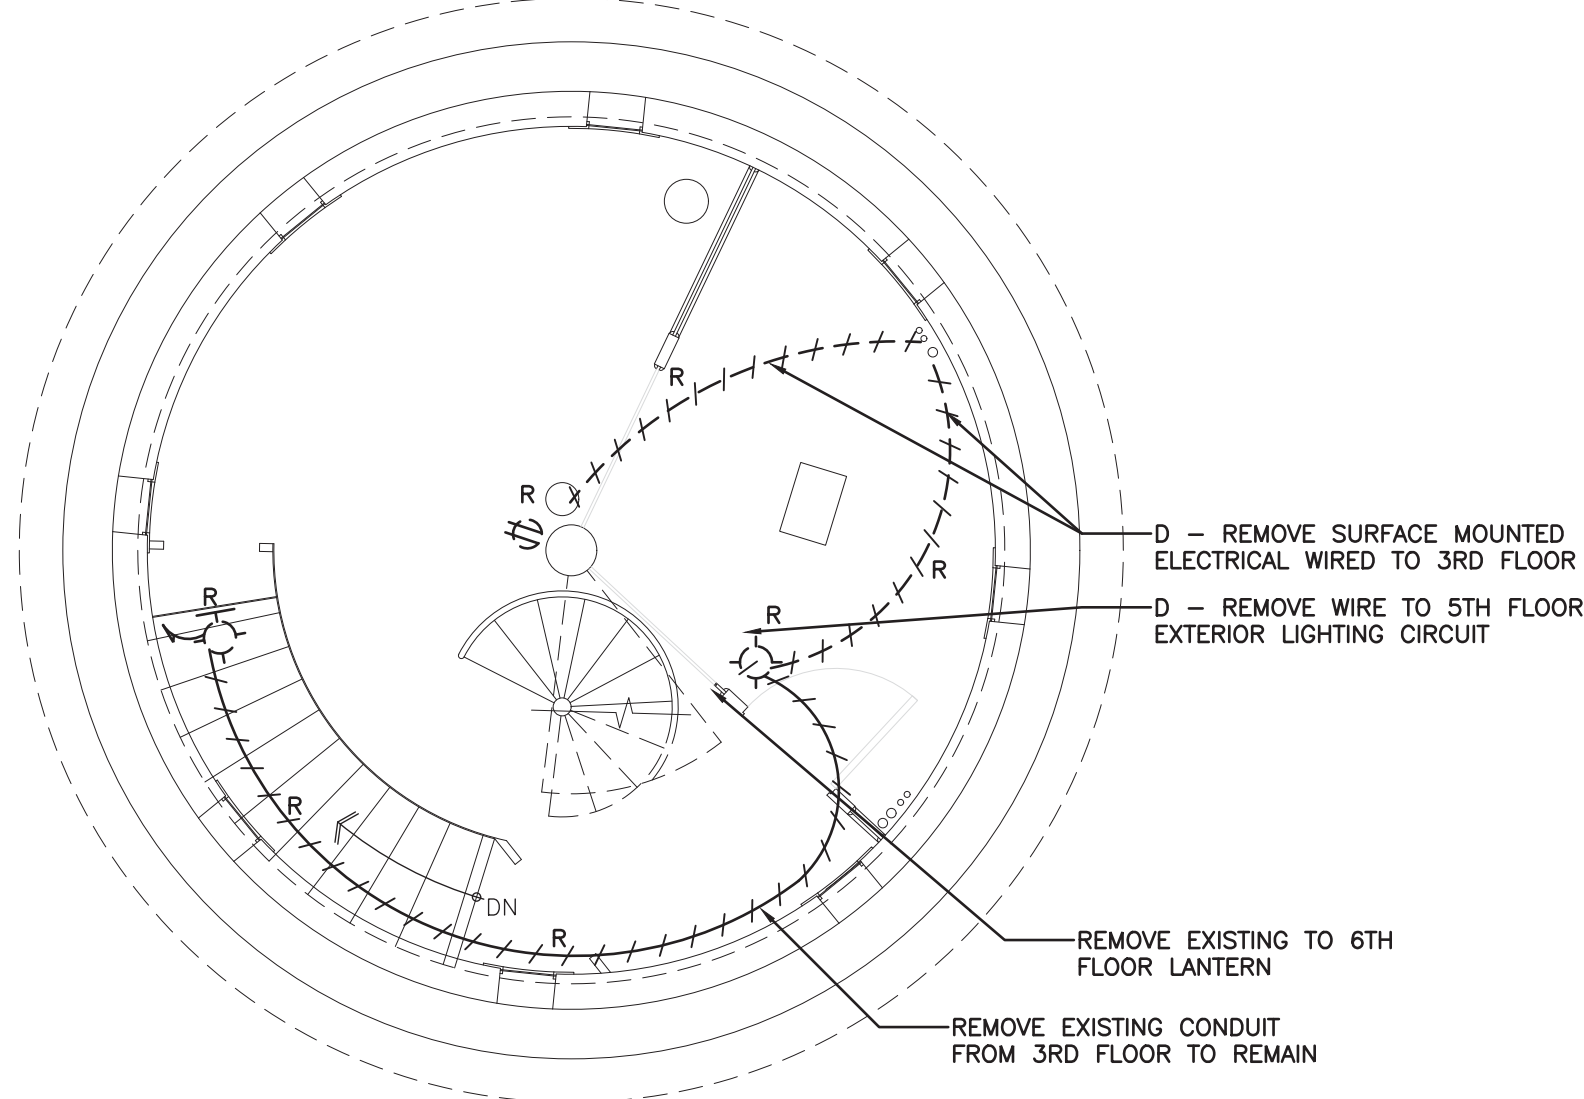 R
R
R
D – REMOVE SURFACE MOUNTED
ELECTRICAL WIRED TO 3RD FLOOR
R
D – REMOVE WIRE TO 5TH FLOOR
EXTERIOR LIGHTING CIRCUIT
R
R
DN
R
REMOVE EXISTING TO 6TH
FLOOR LANTERN
REMOVE EXISTING CONDUIT
FROM 3RD FLOOR TO REMAIN